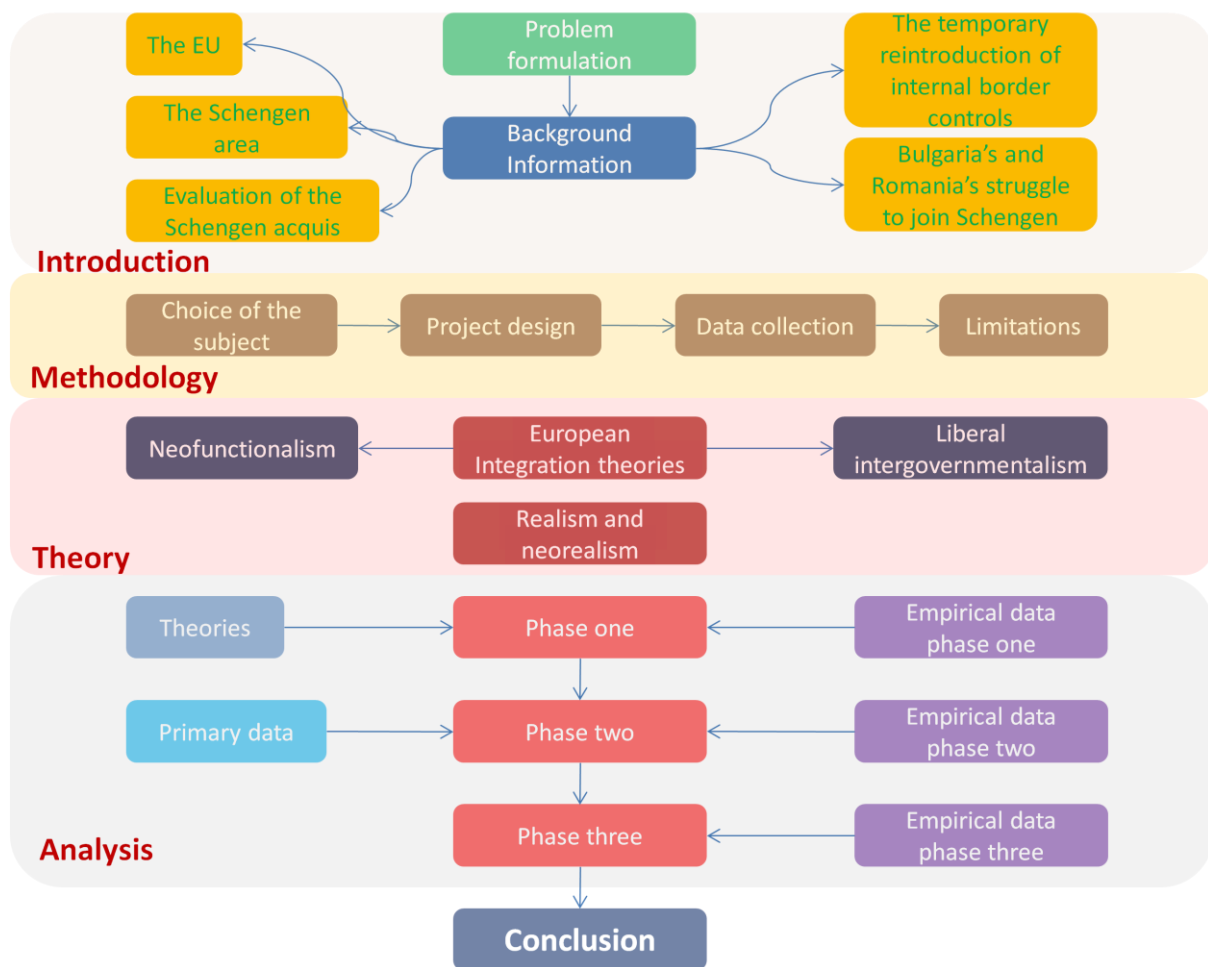 The EU
Problem
formulation
The temporary
reintroduction of
internal border
controls
The Schengen
area
Background
Information
Evaluation of the
Schengen acquis
Bulgaria’s and
Romania’s struggle
to join Schengen
Introduction
Choice of the
subject
Project design
Data collection
Limitations
Methodology
Neofunctionalism
European
Integration theories
Liberal
intergovernmentalism
Realism and
neorealism
Theory
Theories
Phase one
Empirical data
phase one
Primary data
Phase two
Empirical data
phase two
Phase three
Empirical data
phase three
Analysis
Conclusion